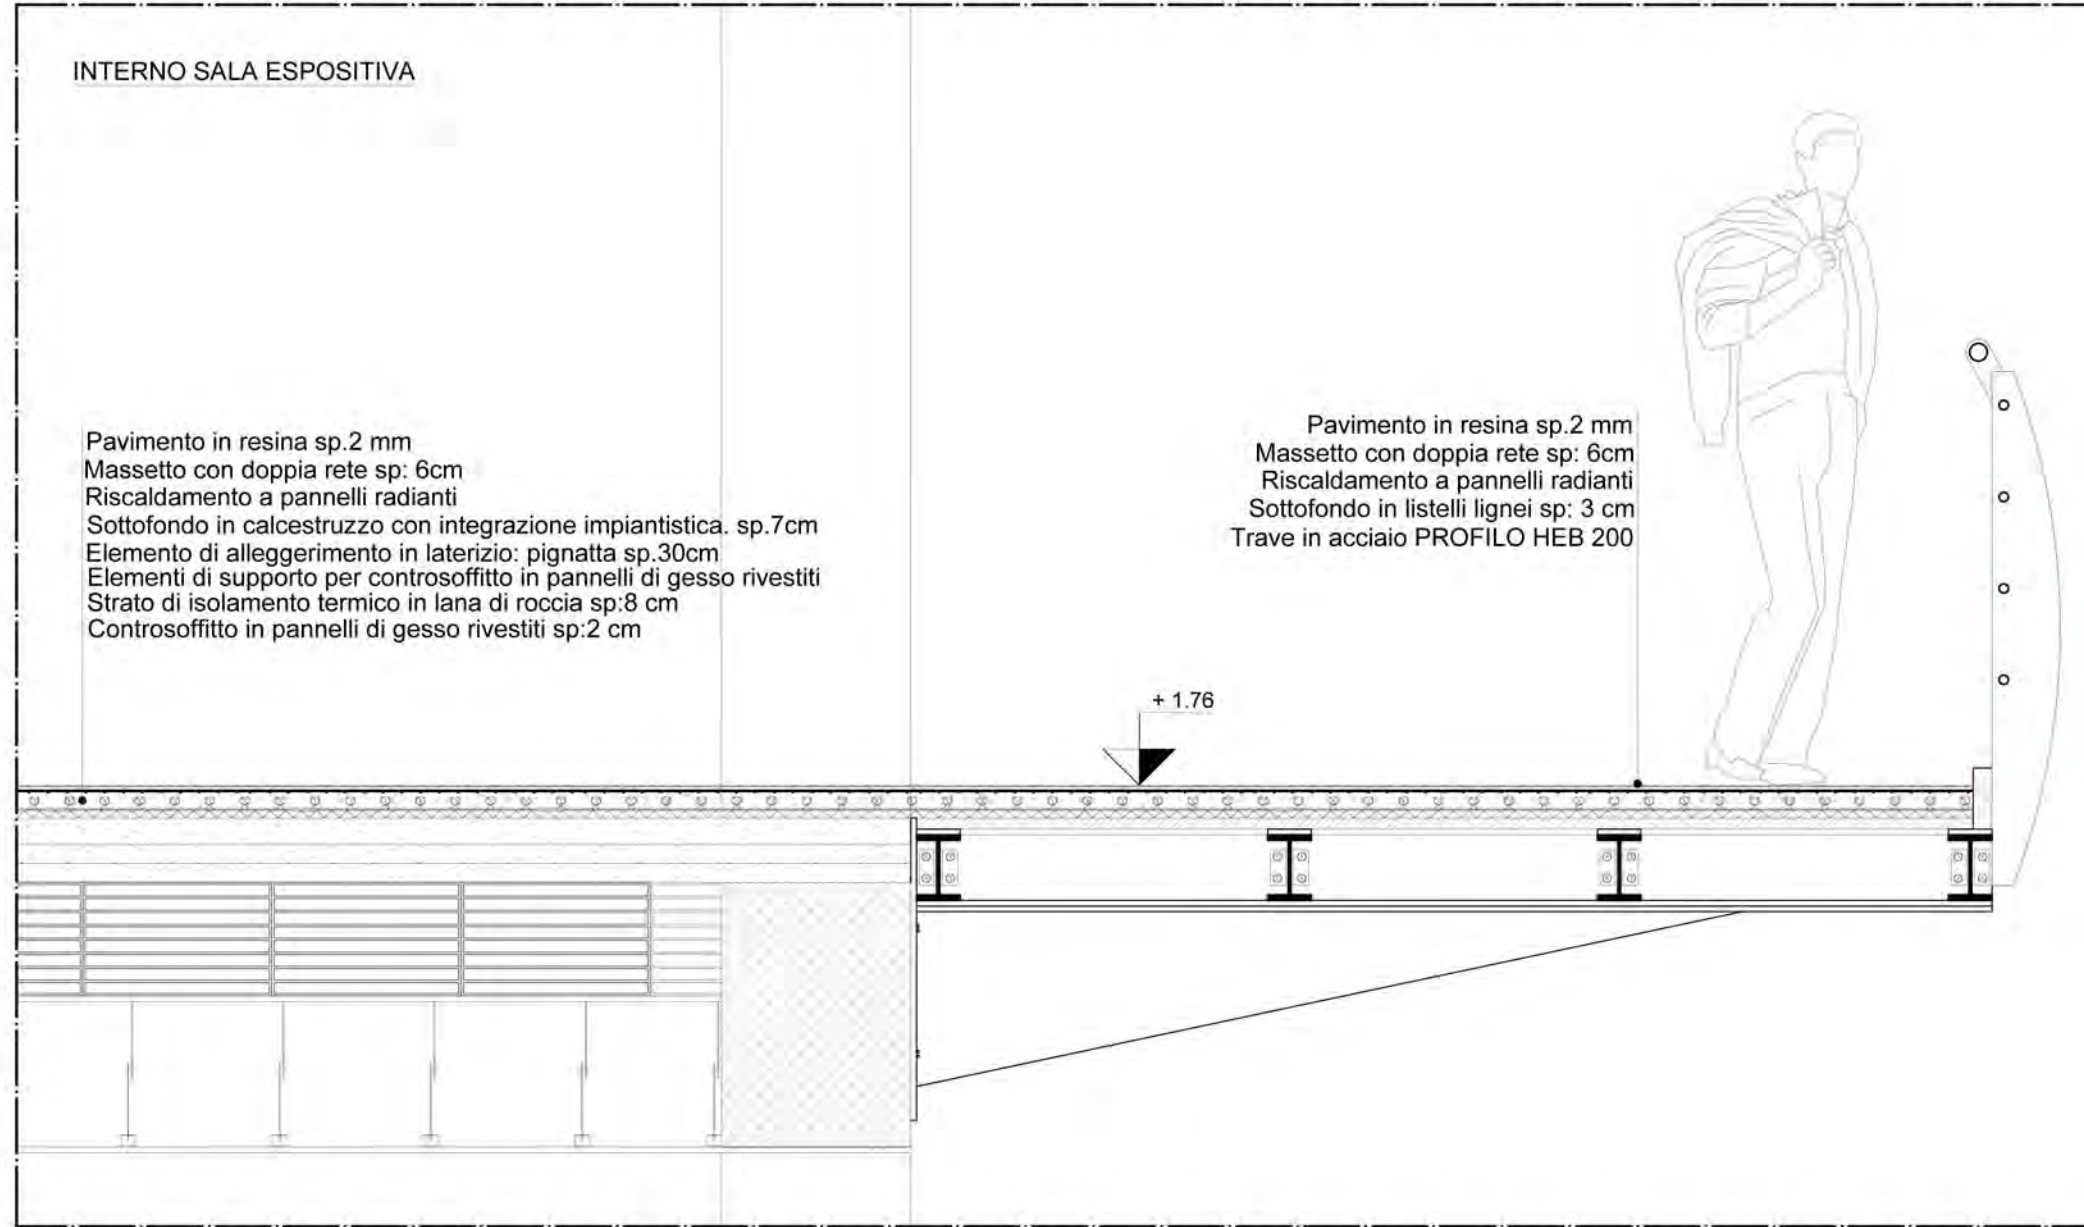 INTERNO SALA ESPOSITIVA
Pavimento in resina sp.2 mm
Massetto con doppia rete sp: 6cm
Riscaldamento a pannelli radianti
Sottofondo in calcestruzzo con integrazione impiantistica. sp.7cm
Elemento di alleggerimento in laterizio: pignatta sp.30cm
Elementi di supporto per controsoffitto in pannelli di gesso rivestiti
Strato di isolamento termico in lana di roccia sp:8 cm
Controsoffitto in pannelli di gesso rivestiti sp:2 cm
Pavimento in resina sp.2 mm
Massetto con doppia rete sp: 6cm
Riscaldamento a pannelli radianti
Sottofondo in listelli lignei sp: 3 cm
Trave in acciaio PROFILO HEB 200
+ 1.76